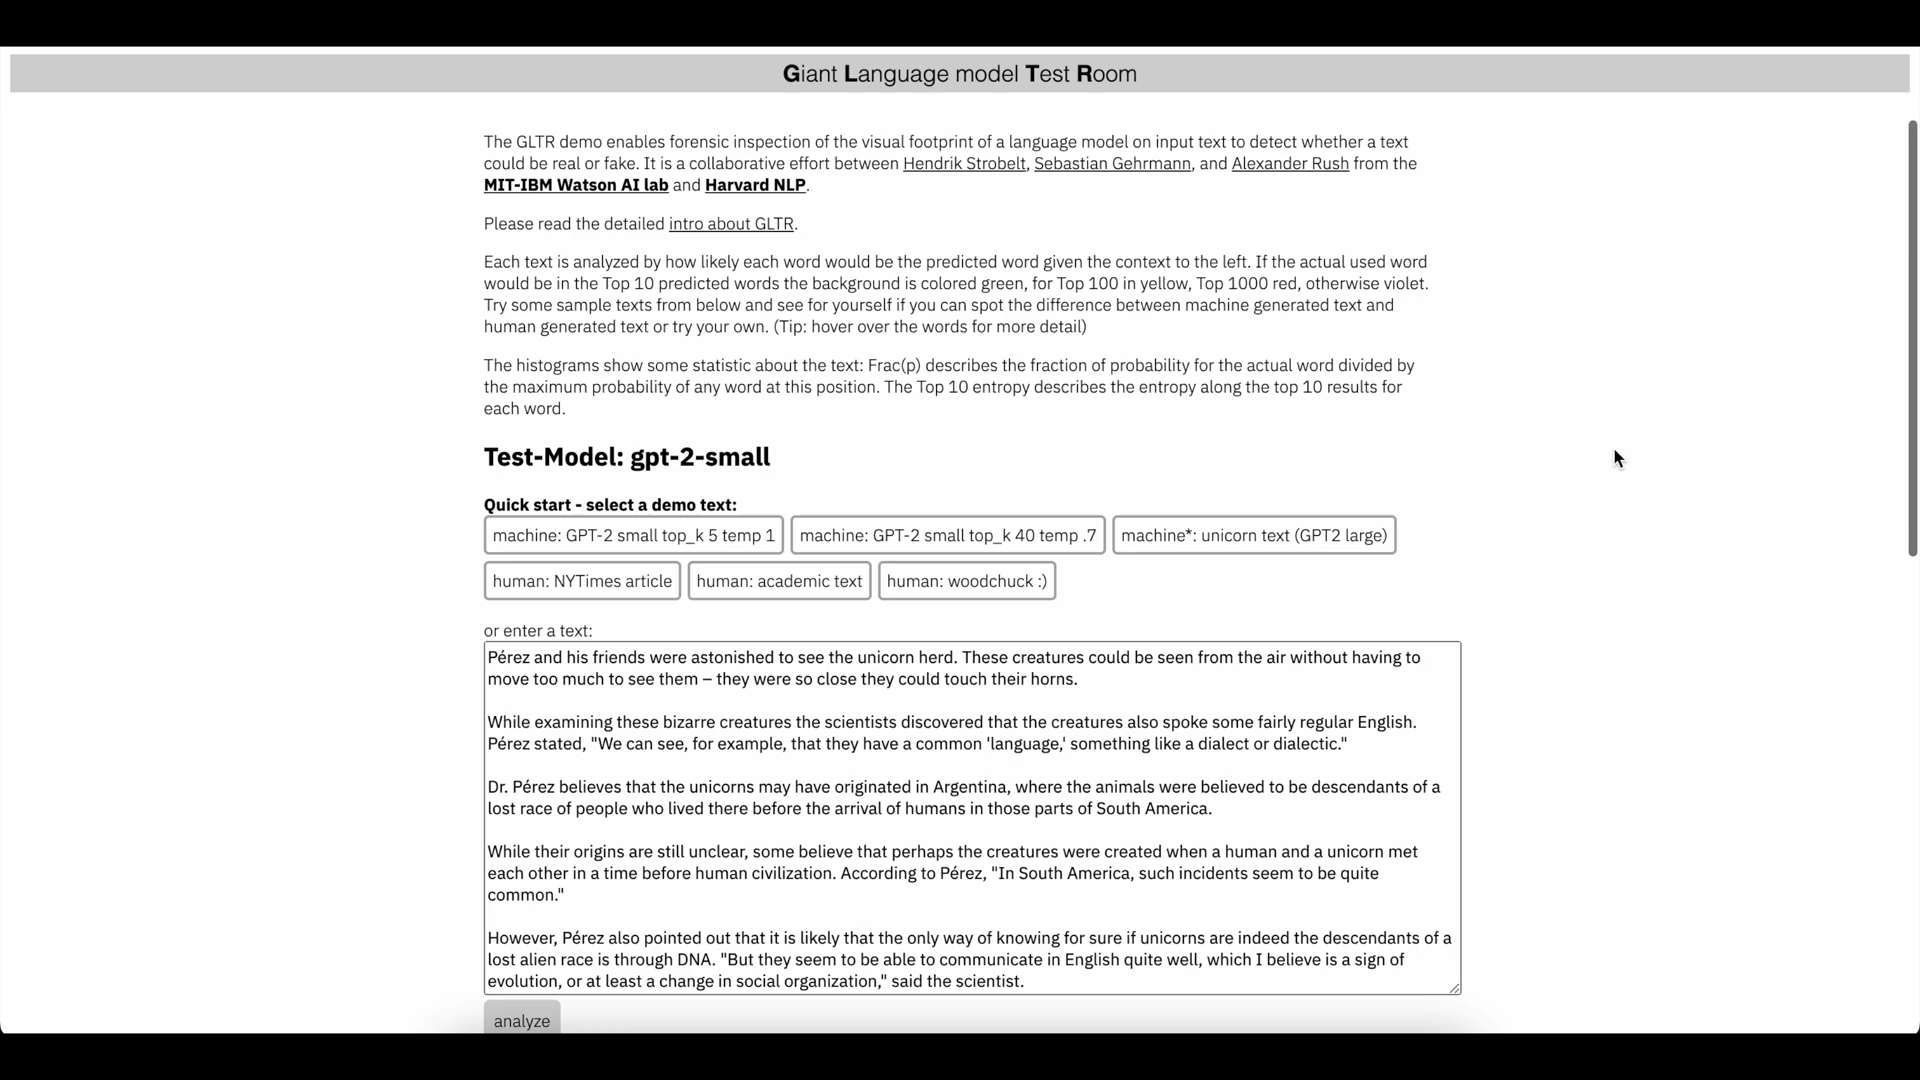 Giant Language model Test Room
The GLTR demo enables forensic inspection of the visual footprint of a language model on input text to detect whether a text
could be real or fake. It is a collaborative effort between Hendrik Strobelt, Sebastian Gehrmann, and Alexander Rush from the
MIT-IBM Watson AI lab and Harvard NLP.
Please read the detailed intro about GLTR.
Each text is analyzed by how likely each word would be the predicted word given the context to the left. If the actual used word
would be in the Top 10 predicted words the background is colored green, for Top 100 in yellow, Top 1000 red, otherwise violet.
Try some sample texts from below and see for yourself if you can spot the difference between machine generated text and
human generated text or try your own. (Tip: hover over the words for more detail)
The histograms show some statistic about the text: Frac(p) describes the fraction of probability for the actual word divided by
the maximum probability of any word at this position. The Top 10 entropy describes the entropy along the top 10 results for
each word.
Test-Model: gpt-2-small
Quick start - select a demo text:
machine: GPT-2 small top_k 5 temp 1 machine: GPT-2 small top_k 40 temp .7 machine*: unicorn text (GPT2 large)
human: NYTimes article human: academic text human: woodchuck :)
or enter a text:
Pérez and his friends were astonished to see the unicorn herd. These creatures could be seen from the air without having to
move too much to see them – they were so close they could touch their horns.
While examining these bizarre creatures the scientists discovered that the creatures also spoke some fairly regular English.
Pérez stated, "We can see, for example, that they have a common 'language,' something like a dialect or dialectic."
Dr. Pérez believes that the unicorns may have originated in Argentina, where the animals were believed to be descendants of a
lost race of people who lived there before the arrival of humans in those parts of South America.
While their origins are still unclear, some believe that perhaps the creatures were created when a human and a unicorn met
each other in a time before human civilization. According to Pérez, "In South America, such incidents seem to be quite
common."
However, Pérez also pointed out that it is likely that the only way of knowing for sure if unicorns are indeed the descendants of a
lost alien race is through DNA. "But they seem to be able to communicate in English quite well, which I believe is a sign of
evolution, or at least a change in social organization," said the scientist.
analyze